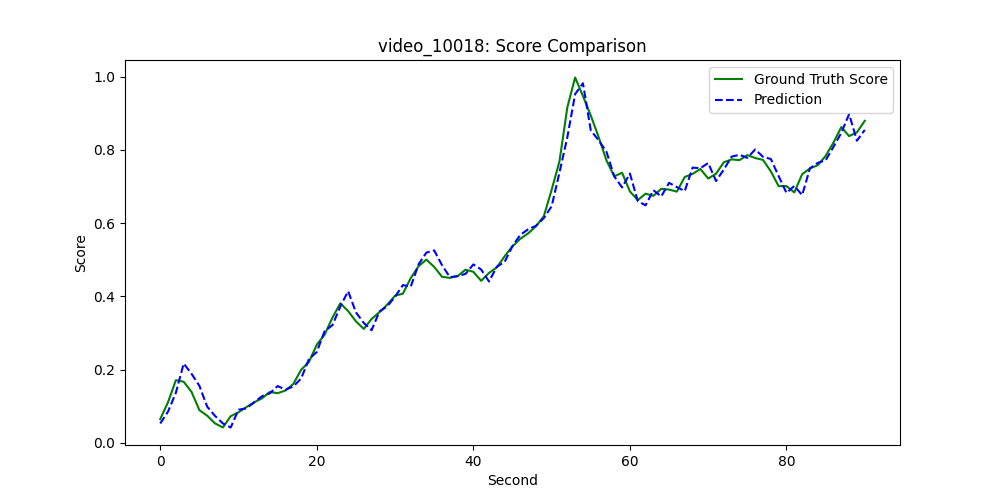 video_10018: Score Comparison
Ground Truth Score
Prediction
1.0
0.8
0.6
0.4
0.2
0.0
Score
0 20 40 60 80
Second